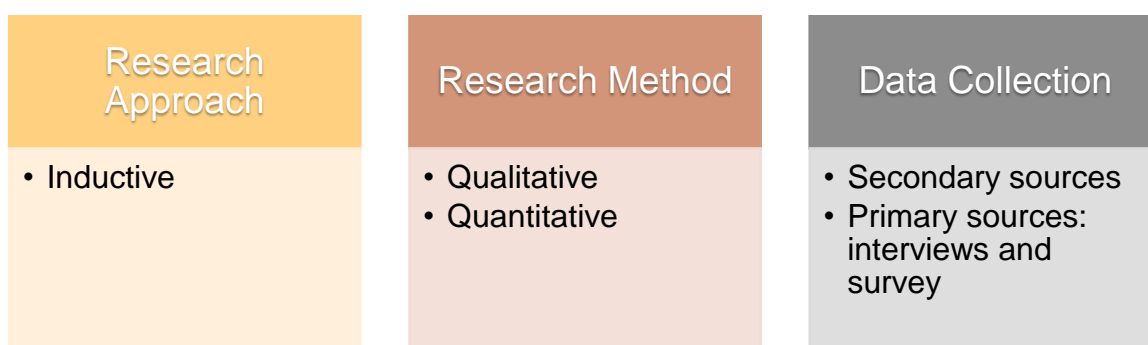 Research
Approach
• Inductive
Research Method
• Qualitative
• Quantitative
Data Collection
• Secondary sources
• Primary sources:
interviews and
survey